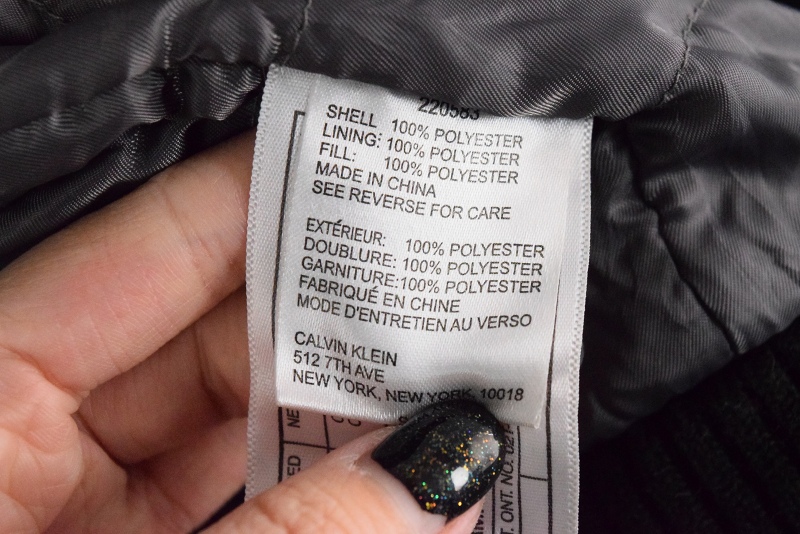 220583
SHELL 100% POLYESTER
LINING: 100% POLYESTER
FILL: 100% POLYESTER
MADE IN CHINA
SEE REVERSE FOR CARE
EXTÉRIEUR: 100% POLYESTER
DOUBLURE: 100% POLYESTER
GARNITURE:100% POLYESTER
FABRIQUÉ EN CHINE
MODE D'ENTRETIEN AU VERSO
CALVIN KLEIN
512 7TH AVE
NEW YORK, NEW YORK, 10018
ONT. NO.